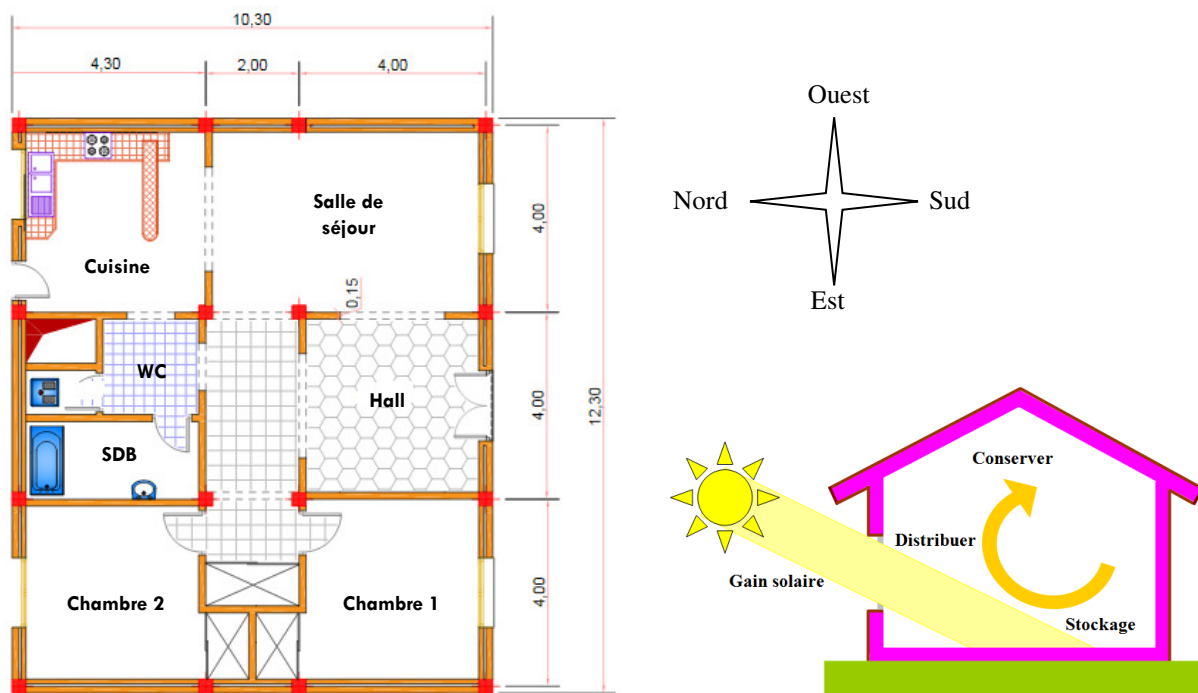 10,30
4,30
2,00
4,00
Cuisine
Salle de
séjour
4,00
0,15
WC
Hall
4,00
12,30
SDB
Chambre 2
Chambre 1
4,00
Ouest
Nord
Sud
Est
Conserver
Distribuer
Gain solaire
Stockage